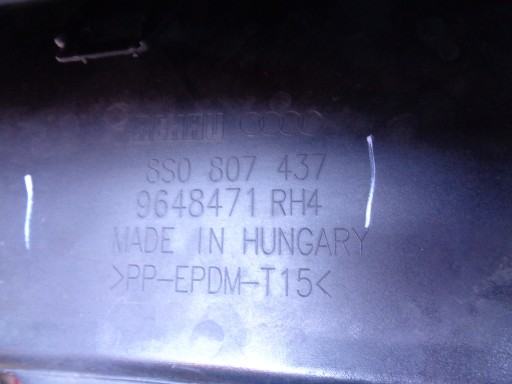 8S0 807 437
9648471 RH4
MADE IN HUNGARY
>PP-EPDM-T15<